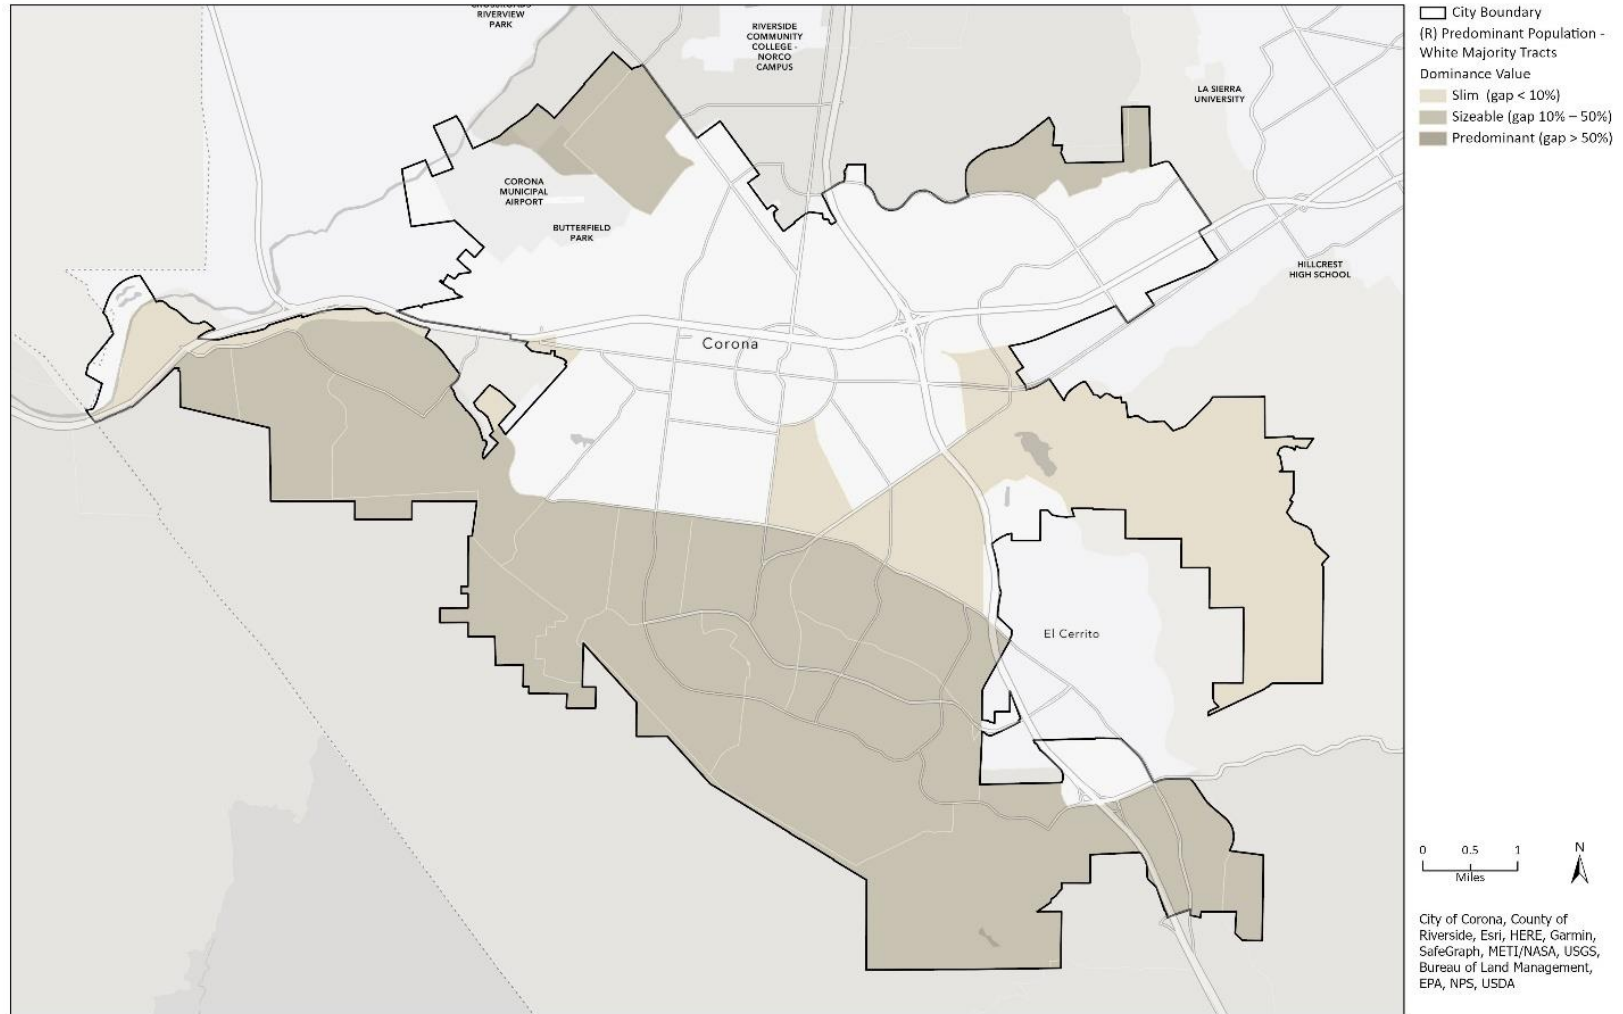 CROSSROADS
RIVERVIEW
PARK
RIVERSIDE
COMMUNITY
COLLEGE -
NORCO
CAMPUS
LA SIERRA
UNIVERSITY
CORONA
MUNICIPAL
AIRPORT
BUTTERFIELD
PARK
HILLCREST
HIGH SCHOOL
Corona
El Cerrito
City Boundary
(R) Predominant Population -
White Majority Tracts
Dominance Value
Slim (gap < 10%)
Sizeable (gap 10% – 50%)
Predominant (gap > 50%)
0 0.5 1
Miles
N
City of Corona, County of
Riverside, Esri, HERE, Garmin,
SafeGraph, METI/NASA, USGS,
Bureau of Land Management,
EPA, NPS, USDA